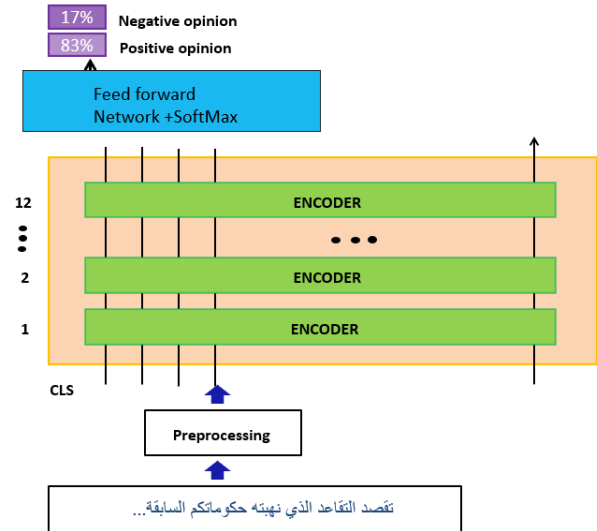 17% Negative opinion
83% Positive opinion
Feed forward
Network +SoftMax
12 ENCODER
2 ENCODER
1 ENCODER
CLS
Preprocessing
تقصد التقاعد الذي نهبته حكوماتكم السابقة...